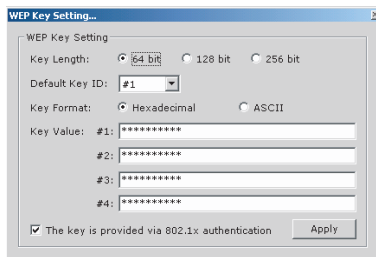 WEP Key Setting...
WEP Key Setting
Key Length: 64 bit 128 bit 256 bit
Default Key ID: #1
Key Format: Hexadecimal ASCII
Key Value: #1: **********
#2: **********
#3: **********
#4: **********
The key is provided via 802.1x authentication Apply